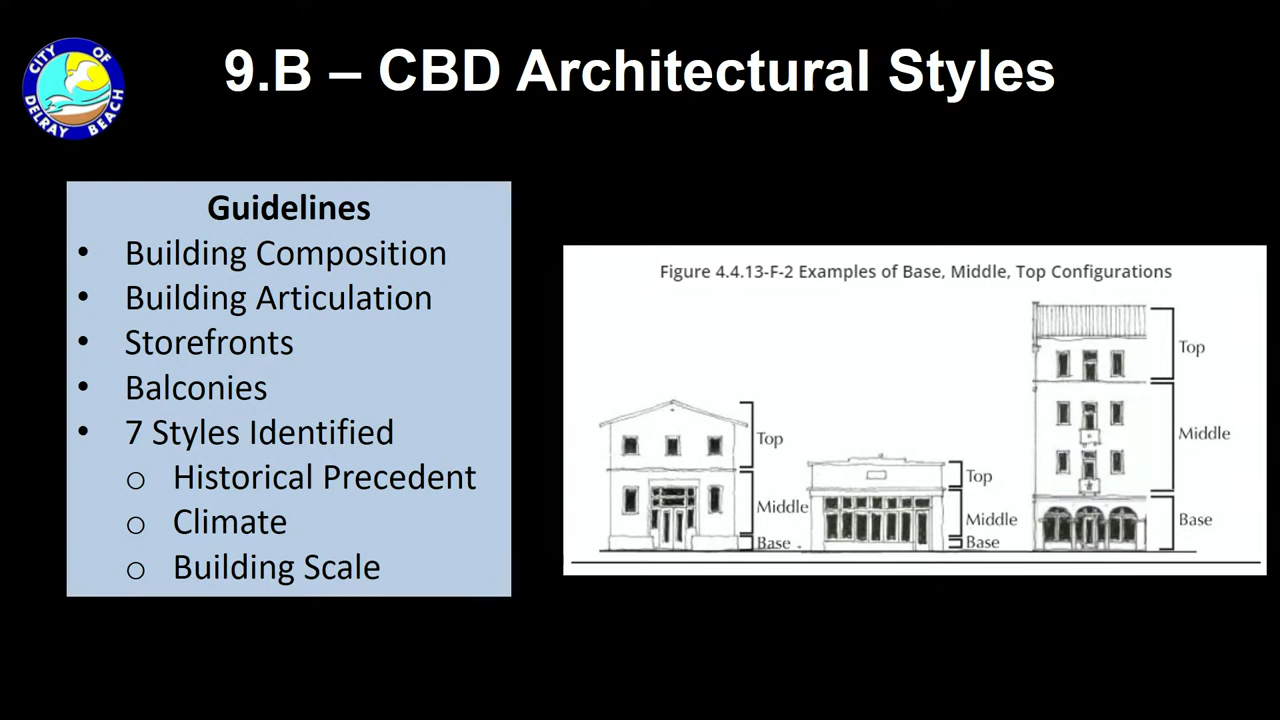 CITY OF
DELRAY BEACH
9.B – CBD Architectural Styles
Guidelines
• Building Composition
• Building Articulation
• Storefronts
• Balconies
• 7 Styles Identified
o Historical Precedent
o Climate
o Building Scale
Figure 4.4.13-F-2 Examples of Base, Middle, Top Configurations
Top
Middle
Base
Top
Middle
Base
Top
Middle
Base